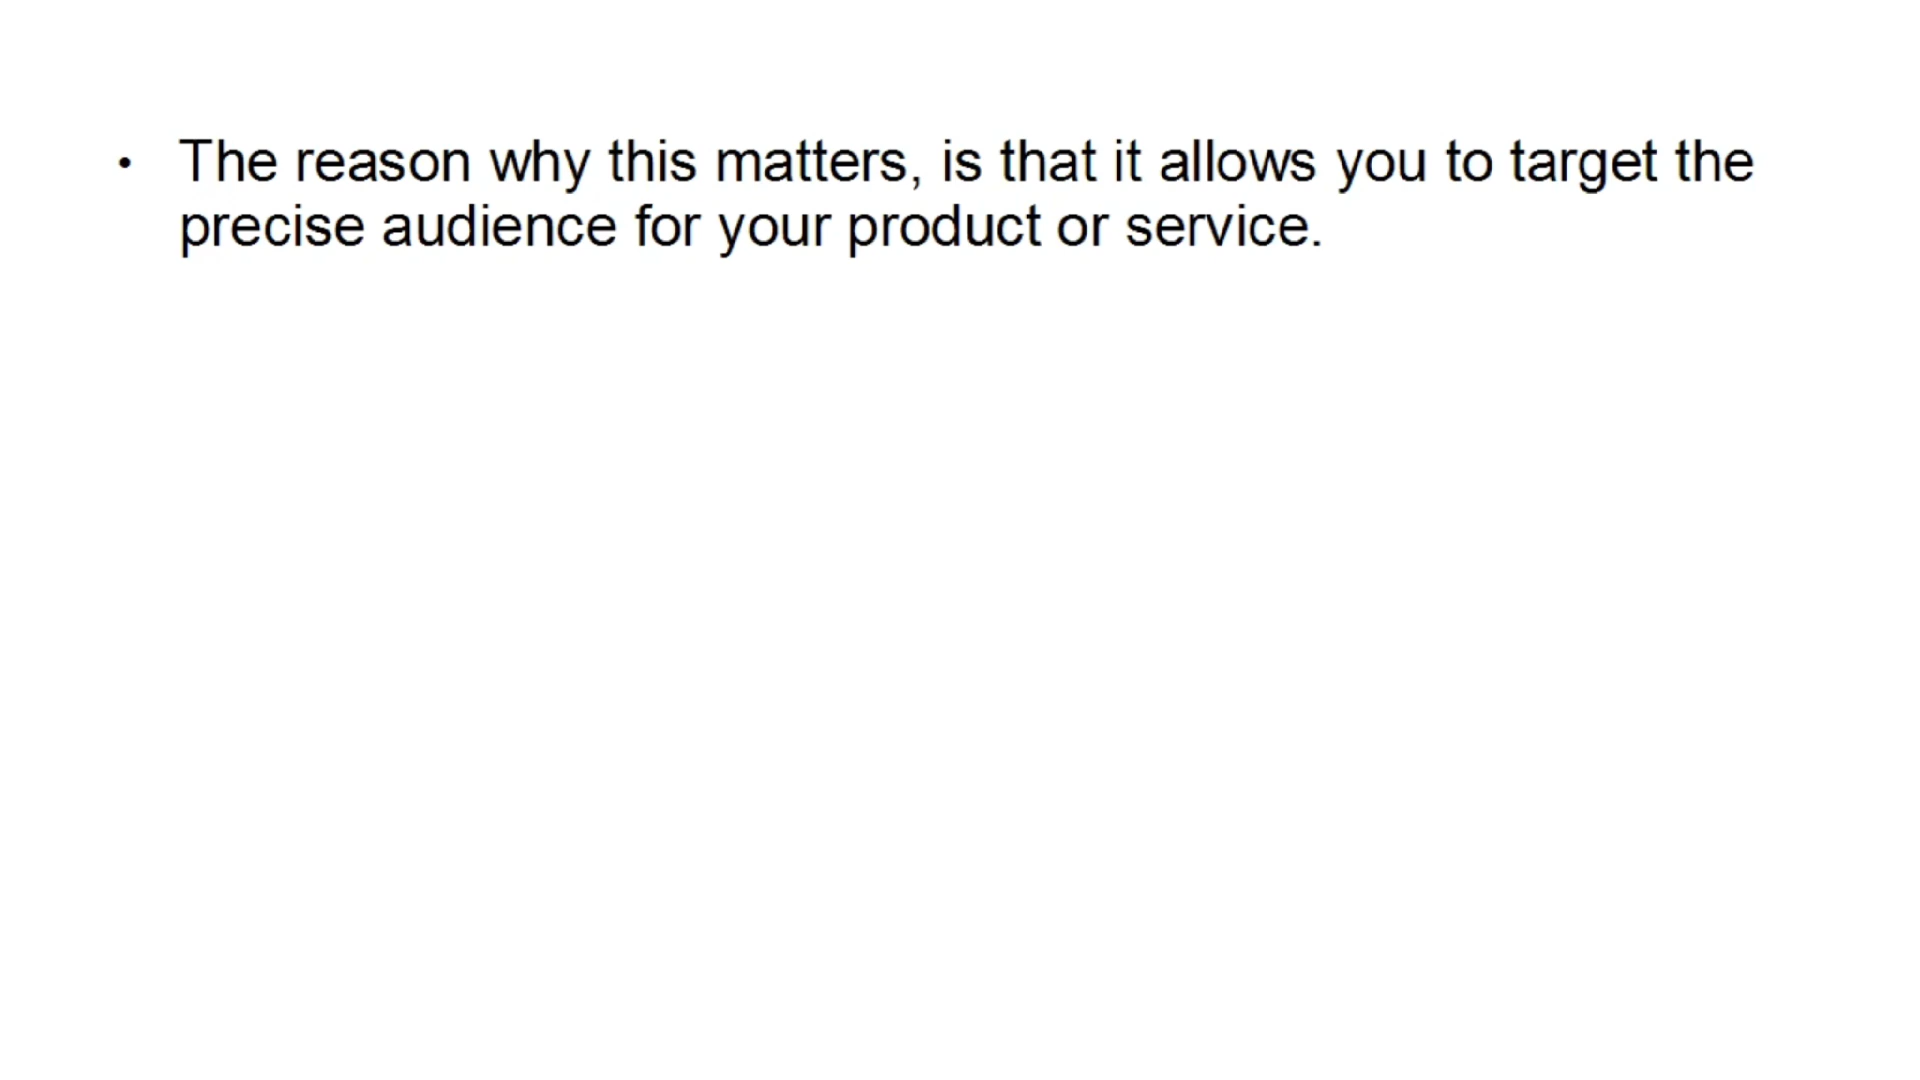 • The reason why this matters, is that it allows you to target the
precise audience for your product or service.